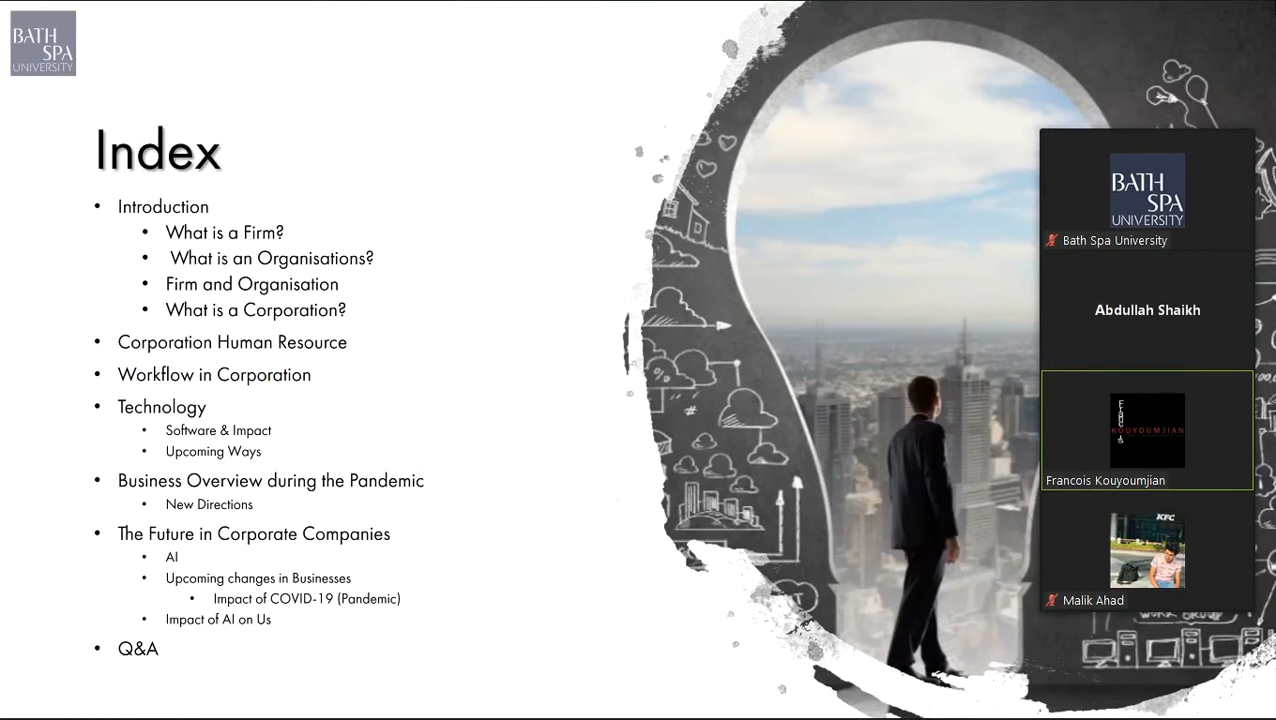 BATH
SPA
UNIVERSITY
Index
• Introduction
• What is a Firm?
• What is an Organisations?
• Firm and Organisation
• What is a Corporation?
• Corporation Human Resource
• Workflow in Corporation
• Technology
• Software & Impact
• Upcoming Ways
• Business Overview during the Pandemic
• New Directions
• The Future in Corporate Companies
• AI
• Upcoming changes in Businesses
• Impact of COVID-19 (Pandemic)
• Impact of AI on Us
• Q&A
BATH
SPA
UNIVERSITY
Bath Spa University
Abdullah Shaikh
KOUYOUMJIAN
Francois Kouyoumjian
KFC
Malik Ahad
WORK GROUP